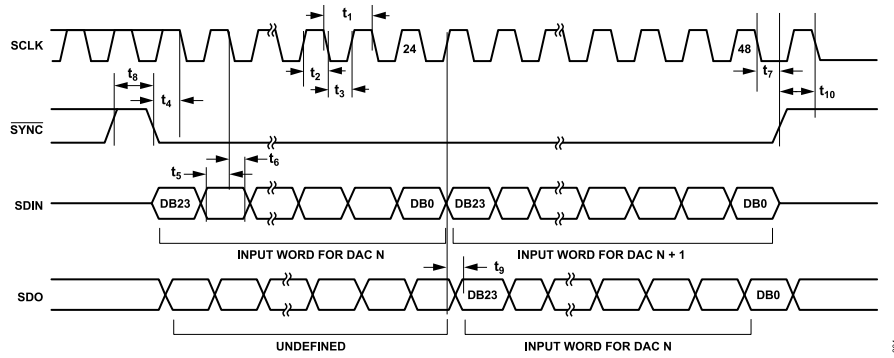 t1
SCLK
24
48
t2
t3
t7
t10
t8
t4
SYNC
t5
t6
SDIN
DB23
DB0
DB23
DB0
INPUT WORD FOR DAC N
INPUT WORD FOR DAC N + 1
t9
SDO
DB23
DB0
UNDEFINED
INPUT WORD FOR DAC N